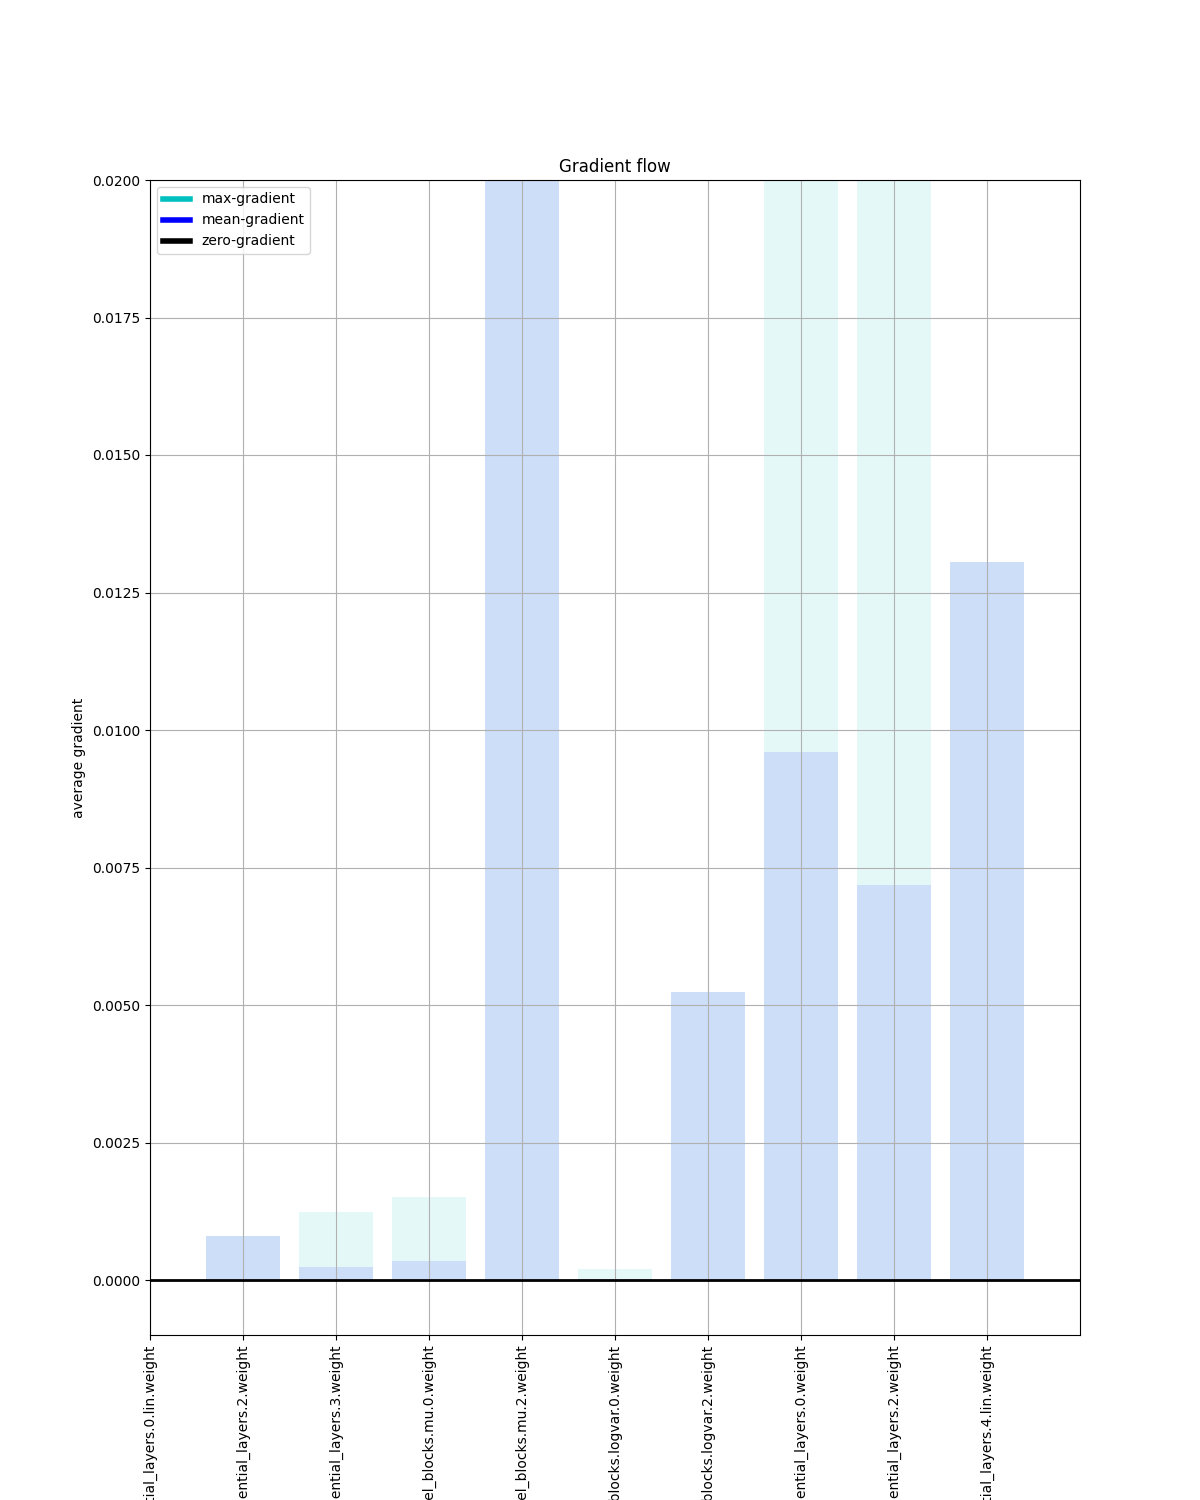 Gradient flow
max-gradient
mean-gradient
zero-gradient
0.0200
0.0175
0.0150
0.0125
0.0100
0.0075
0.0050
0.0025
0.0000
average gradient
tial_layers.0.lin.weight
ential_layers.2.weight
ential_layers.3.weight
el_blocks.mu.0.weight
el_blocks.mu.2.weight
blocks.logvar.0.weight
blocks.logvar.2.weight
ential_layers.0.weight
ential_layers.2.weight
tial_layers.4.lin.weight